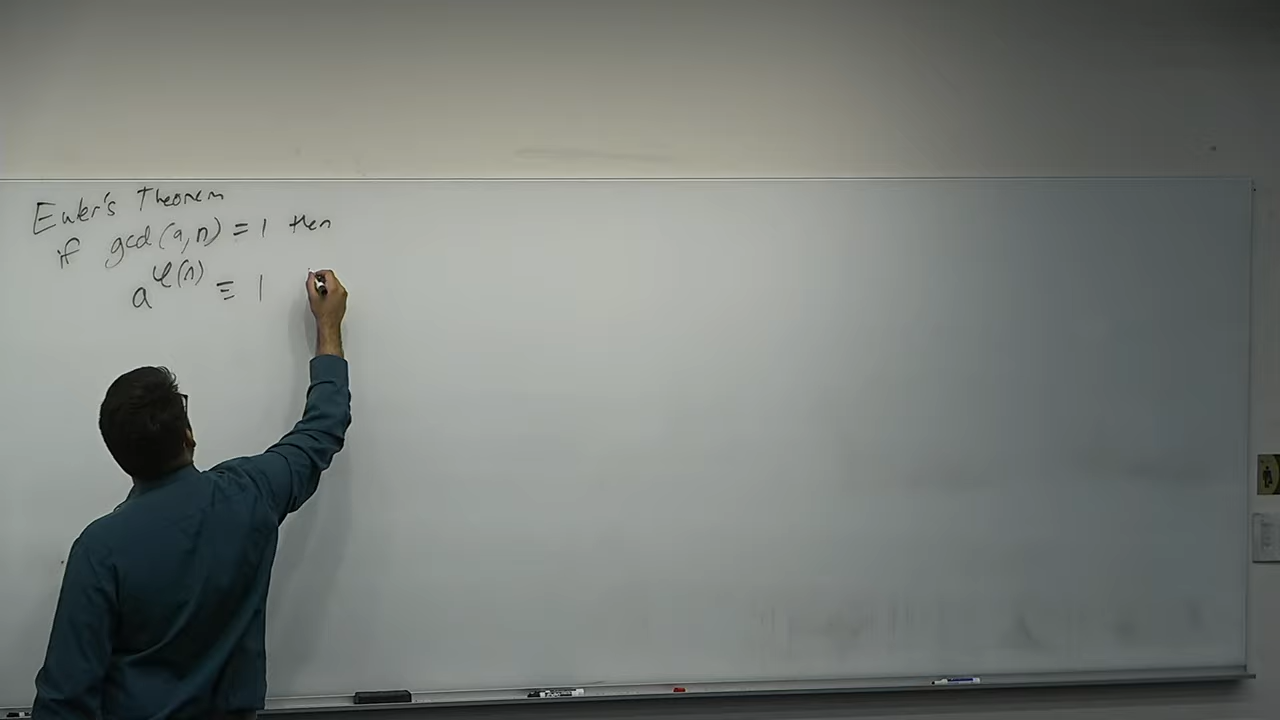 Euler's Theorem
if gcd(a,n) = 1 then
a^φ(n) ≡ 1